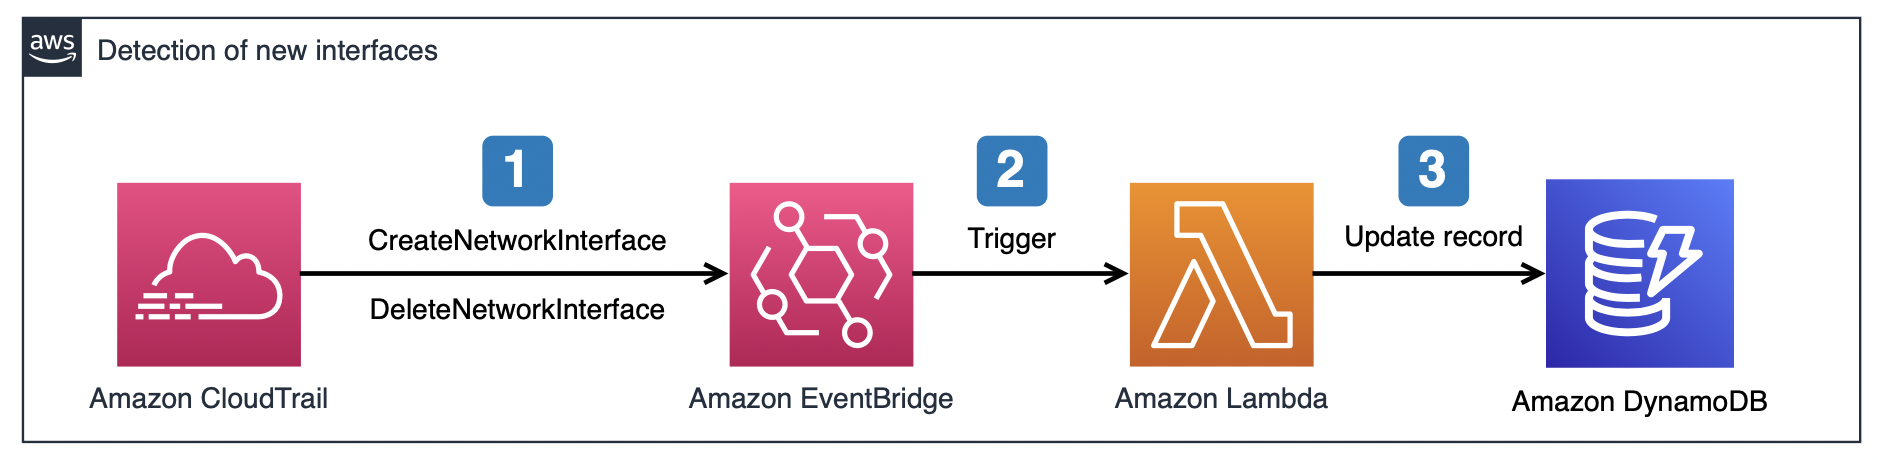 aws
Detection of new interfaces
1
2
3
CreateNetworkInterface
Trigger
Update record
DeleteNetworkInterface
Amazon CloudTrail
Amazon EventBridge
Amazon Lambda
Amazon DynamoDB